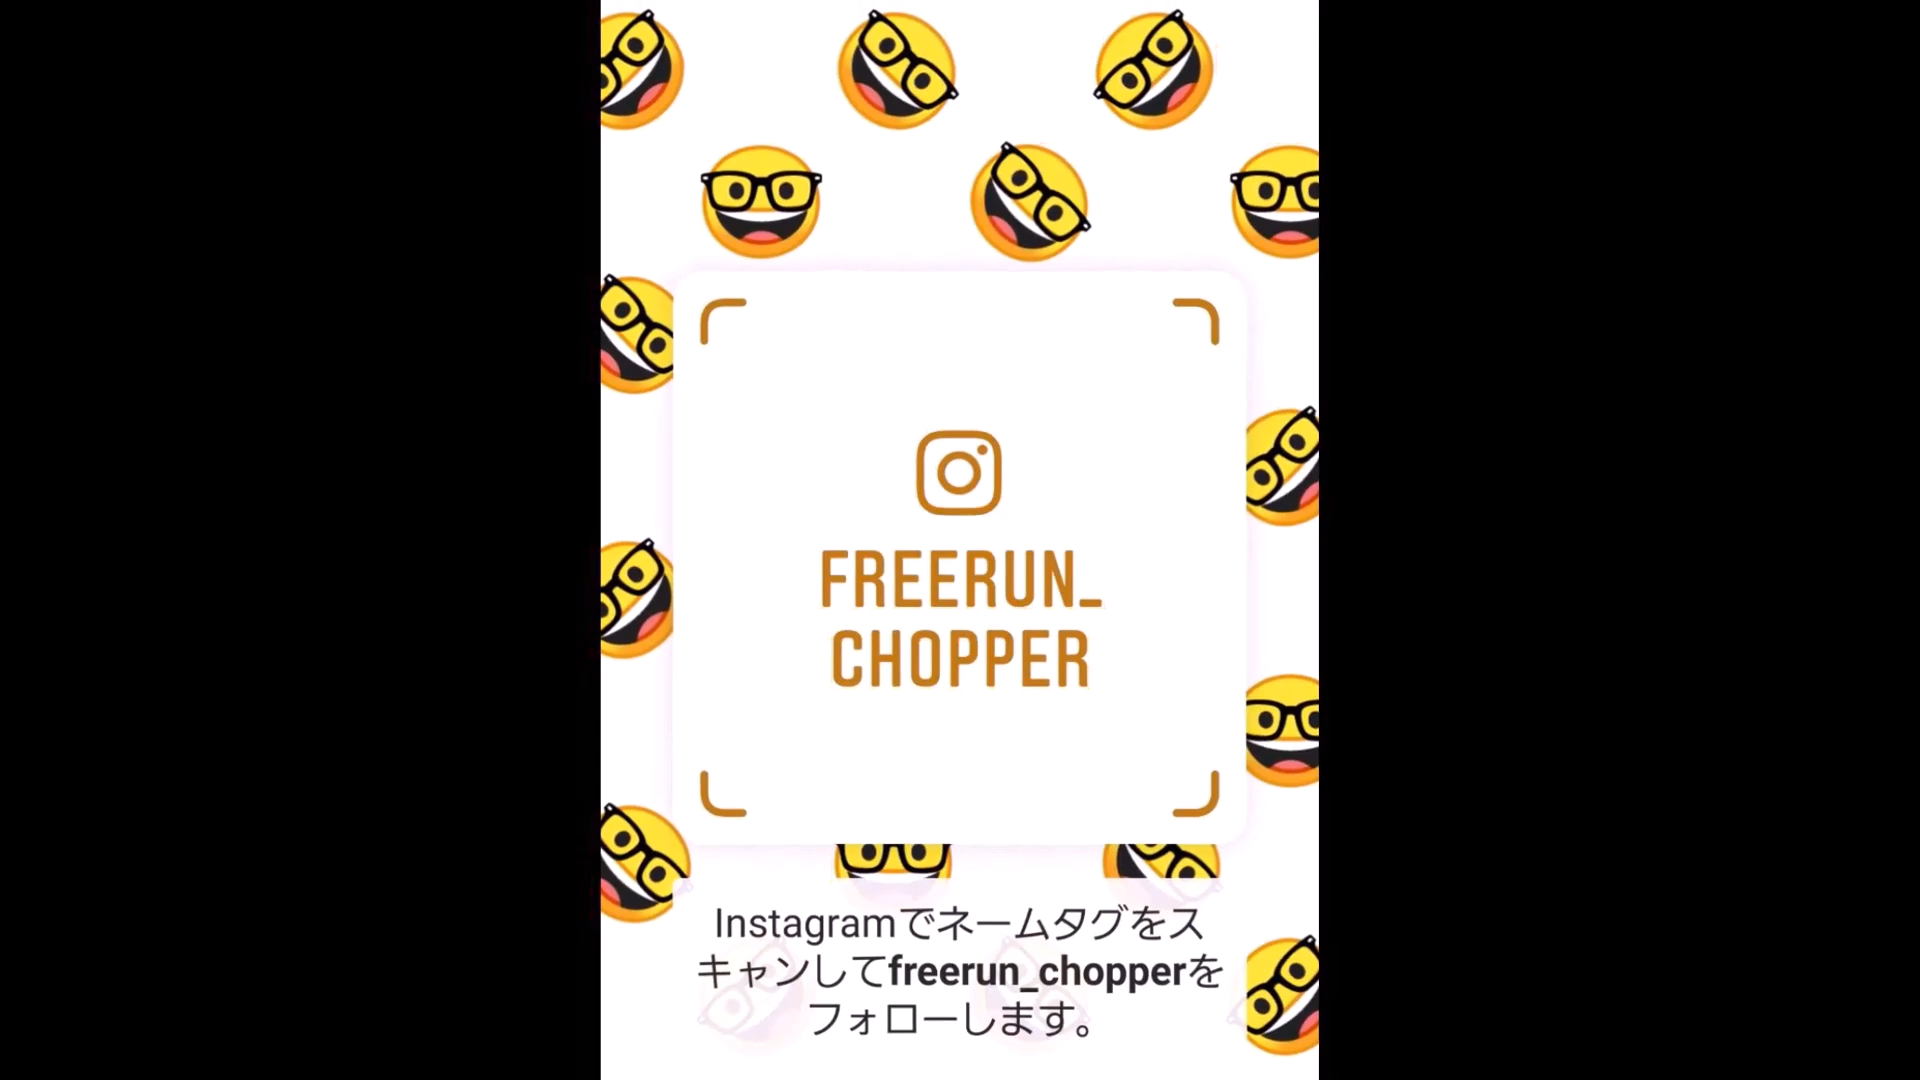 FREERUN_
CHOPPER
Instagramでネームタグをス
キャンしてfreerun_chopperを
フォローします。